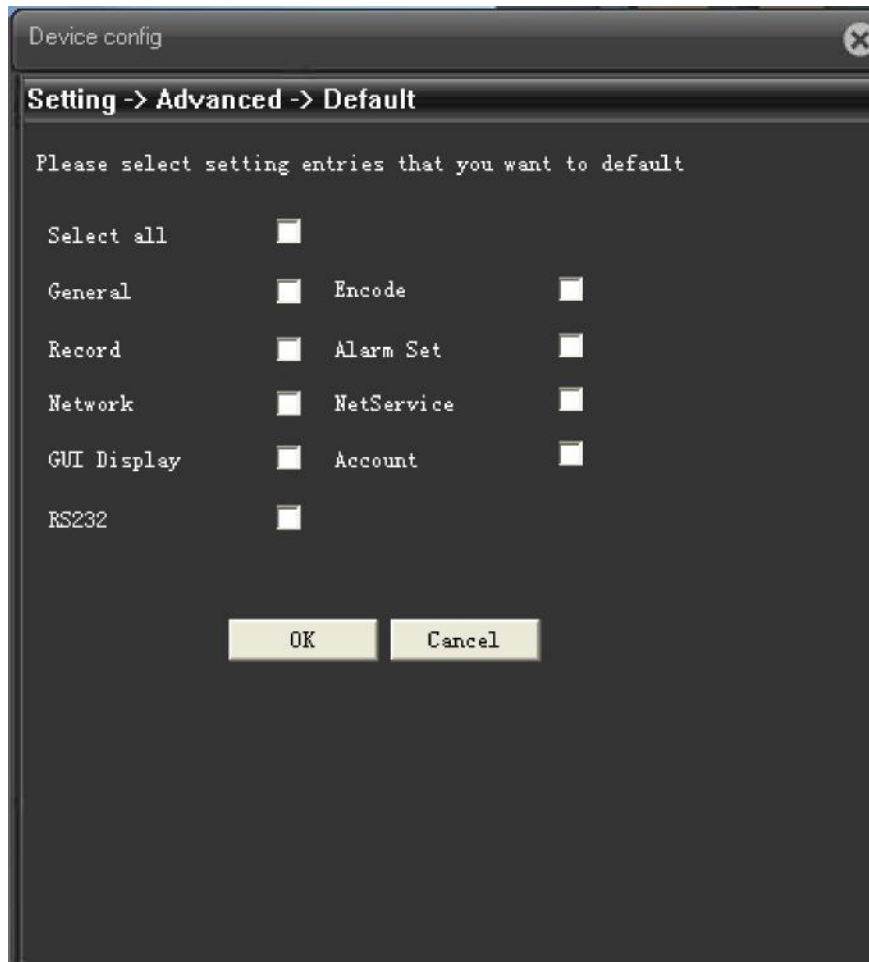 Device config
Setting -> Advanced -> Default
Please select setting entries that you want to default
Select all
General Encode
Record Alarm Set
Network NetService
GUI Display Account
RS232
OK Cancel